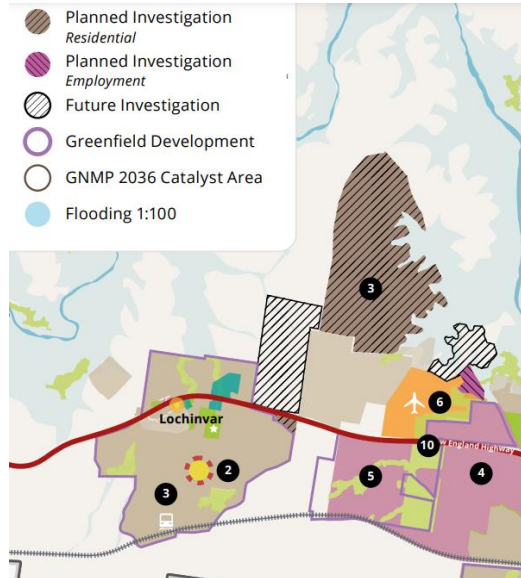 Planned Investigation
Residential
Planned Investigation
Employment
Future Investigation
Greenfield Development
GNMP 2036 Catalyst Area
Flooding 1:100
3
6
Lochinvar
10
w England Highway
2
5
4
3